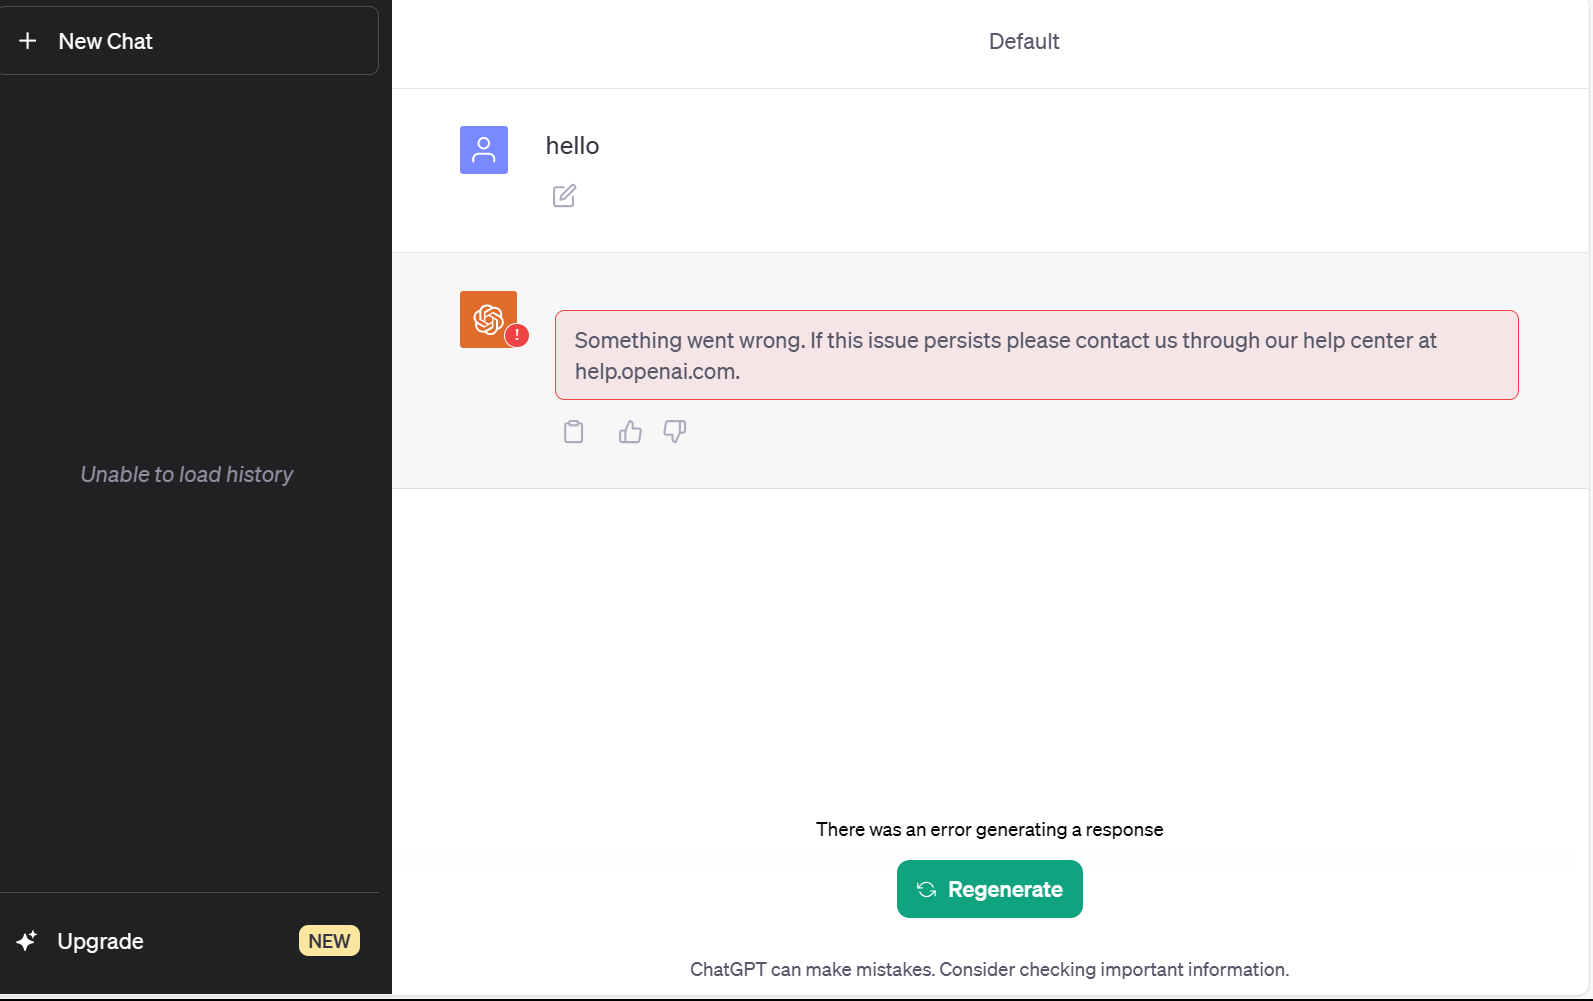 New Chat
Default
hello
Something went wrong. If this issue persists please contact us through our help center at
help.openai.com.
Unable to load history
There was an error generating a response
Regenerate
Upgrade
NEW
ChatGPT can make mistakes. Consider checking important information.